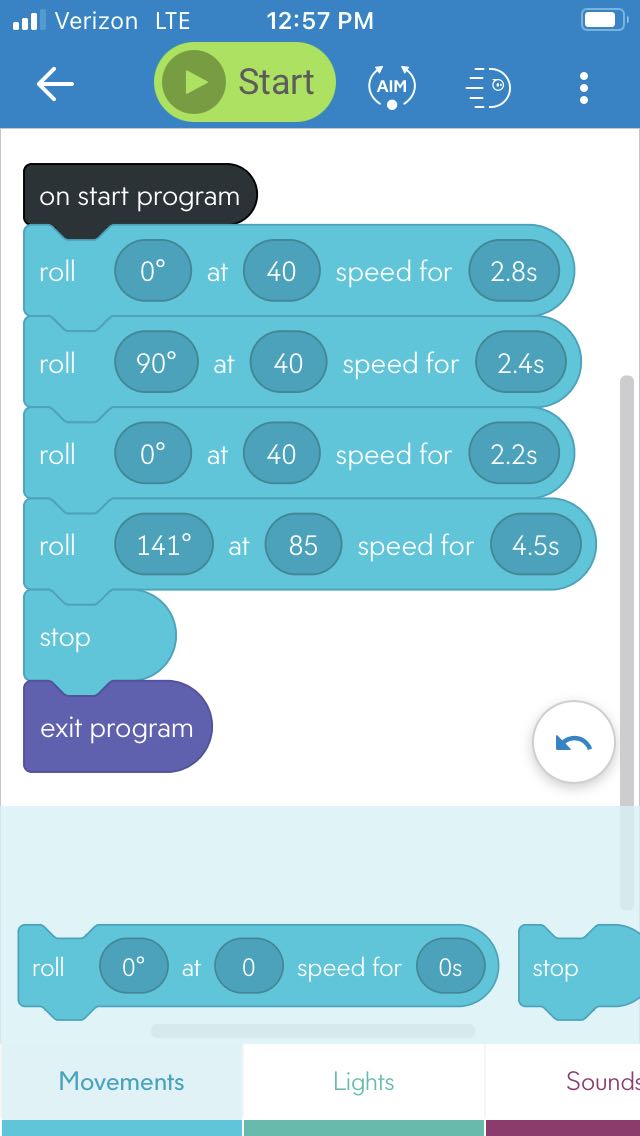 Verizon LTE 12:57 PM
Start AIM
on start program
roll 0° at 40 speed for 2.8s
roll 90° at 40 speed for 2.4s
roll 0° at 40 speed for 2.2s
roll 141° at 85 speed for 4.5s
stop
exit program
roll 0° at 0 speed for 0s stop
Movements Lights Sounds